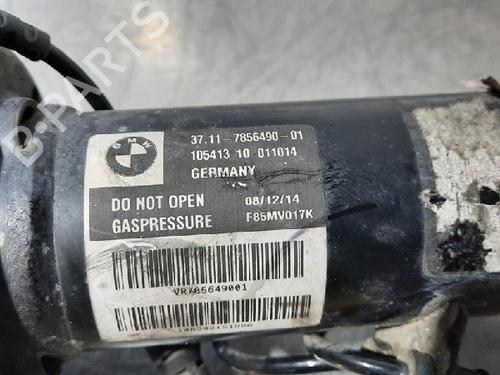 B-PARTS
BMW
37.11-7856490-01
105413 10 011014
GERMANY
DO NOT OPEN 08/12/14
GASPRESSURE F85MV017K
VR785649001